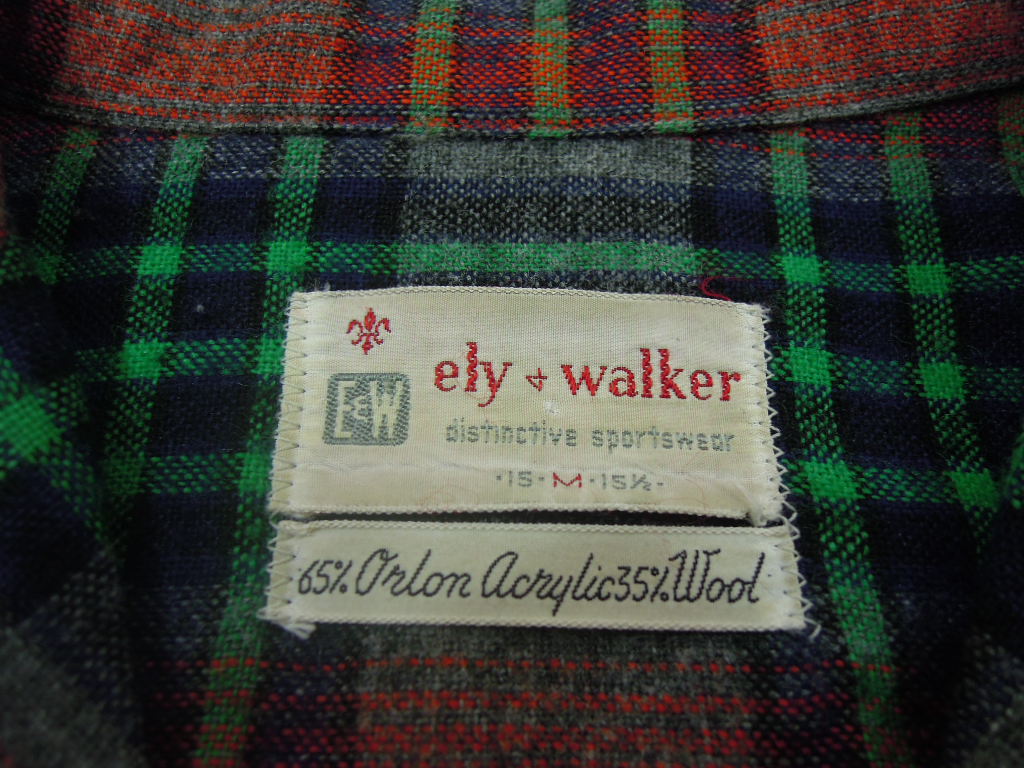 ely & walker
E&W
distinctive sportswear
·15·M·15½·
65% Orlon Acrylic 35% Wool